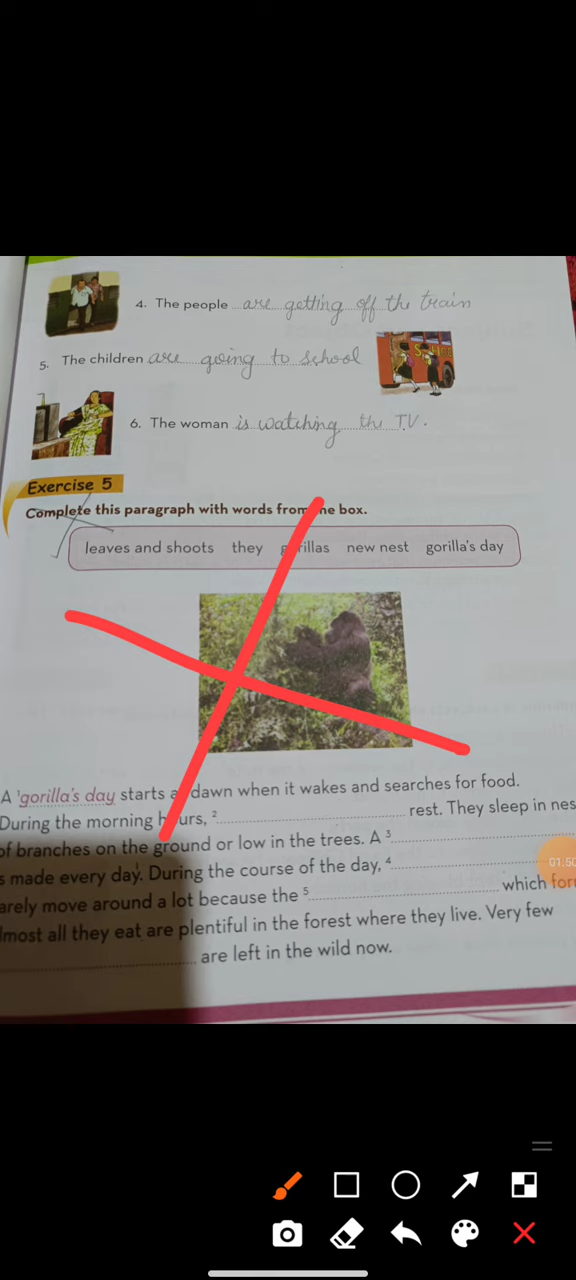 4. The people are getting off the train
5. The children are going to school
6. The woman is watching the TV.
Exercise 5
Complete this paragraph with words from the box.
leaves and shoots they gorillas new nest gorilla's day
A 1 gorilla's day starts at dawn when it wakes and searches for food.
During the morning hours, 2 rest. They sleep in nes
of branches on the ground or low in the trees. A 3
s made every day. During the course of the day, 4
01:50
arely move around a lot because the 5 which for
lmost all they eat are plentiful in the forest where they live. Very few
are left in the wild now.